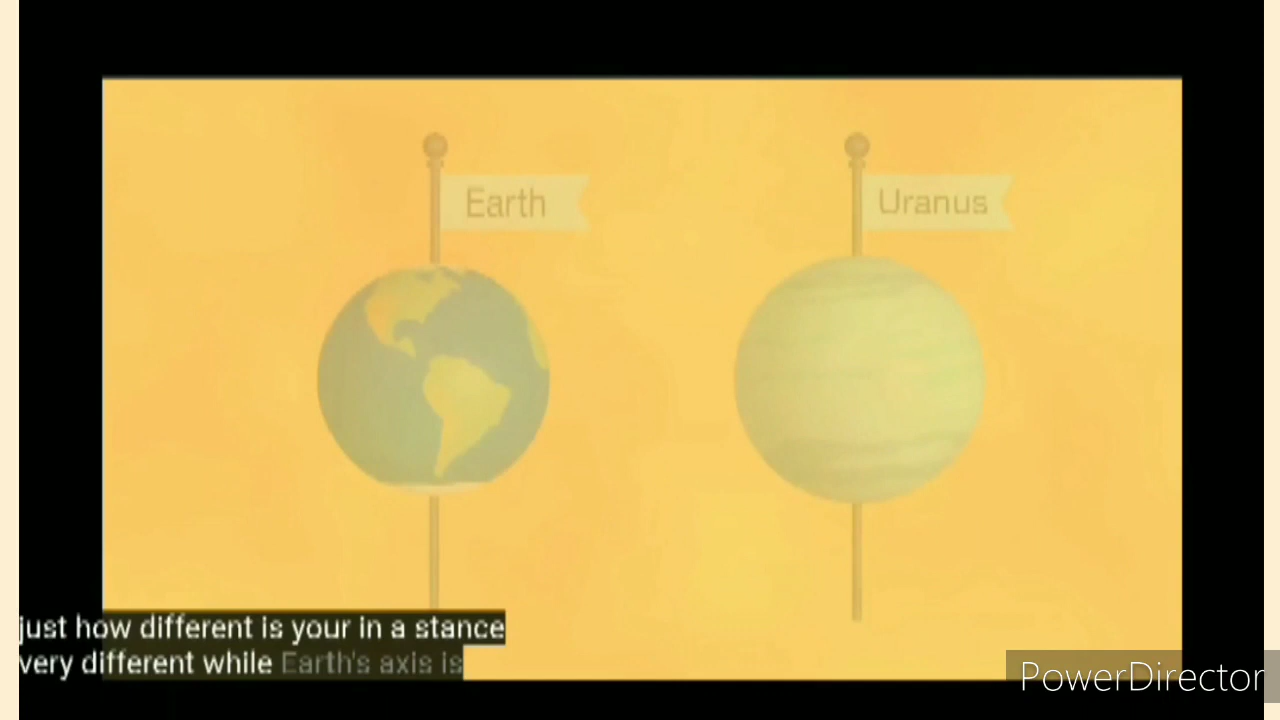 Earth
Uranus
just how different is your in a stance
very different while Earth's axis is
PowerDirector